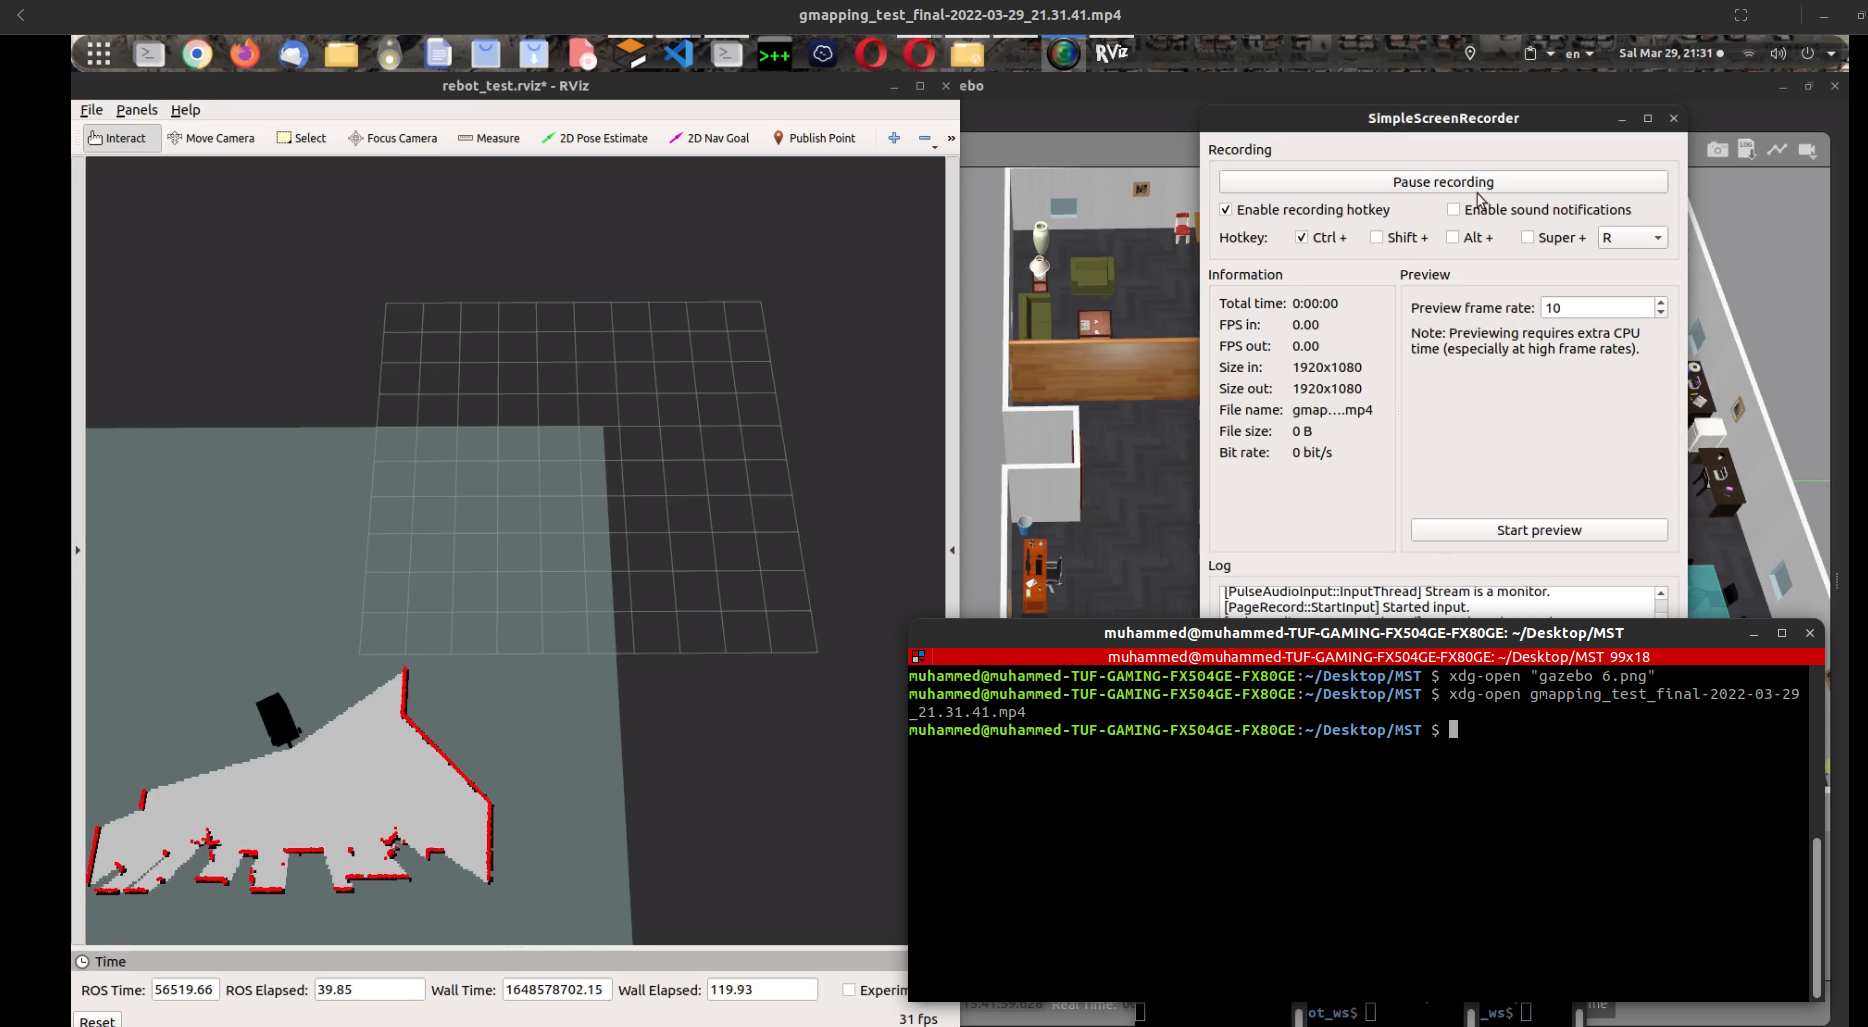 gmapping_test_final-2022-03-29_21.31.41.mp4
>++
RViz
en
Sal Mar 29, 21:31
rebot_test.rviz* - RViz
ebo
File Panels Help
Interact Move Camera Select Focus Camera Measure 2D Pose Estimate 2D Nav Goal Publish Point »
LOG
SimpleScreenRecorder
Recording
Pause recording
Enable recording hotkey Enable sound notifications
Hotkey: Ctrl + Shift + Alt + Super + R
Information Preview
Total time: 0:00:00
FPS in: 0.00
FPS out: 0.00
Size in: 1920x1080
Size out: 1920x1080
File name: gmap....mp4
File size: 0 B
Bit rate: 0 bit/s
Preview frame rate: 10
Note: Previewing requires extra CPU
time (especially at high frame rates).
Start preview
Log
[PulseAudioInput::InputThread] Stream is a monitor.
[PageRecord::StartInput] Started input.
muhammed@muhammed-TUF-GAMING-FX504GE-FX80GE: ~/Desktop/MST
muhammed@muhammed-TUF-GAMING-FX504GE-FX80GE: ~/Desktop/MST 99x18
muhammed@muhammed-TUF-GAMING-FX504GE-FX80GE:~/Desktop/MST $ xdg-open "gazebo 6.png"
muhammed@muhammed-TUF-GAMING-FX504GE-FX80GE:~/Desktop/MST $ xdg-open gmapping_test_final-2022-03-29
_21.31.41.mp4
muhammed@muhammed-TUF-GAMING-FX504GE-FX80GE:~/Desktop/MST $
Time
ROS Time: 56519.66 ROS Elapsed: 39.85 Wall Time: 1648578702.15 Wall Elapsed: 119.93 Experim
Reset
31 fps
Real Time:
ot_ws$
_ws$
me